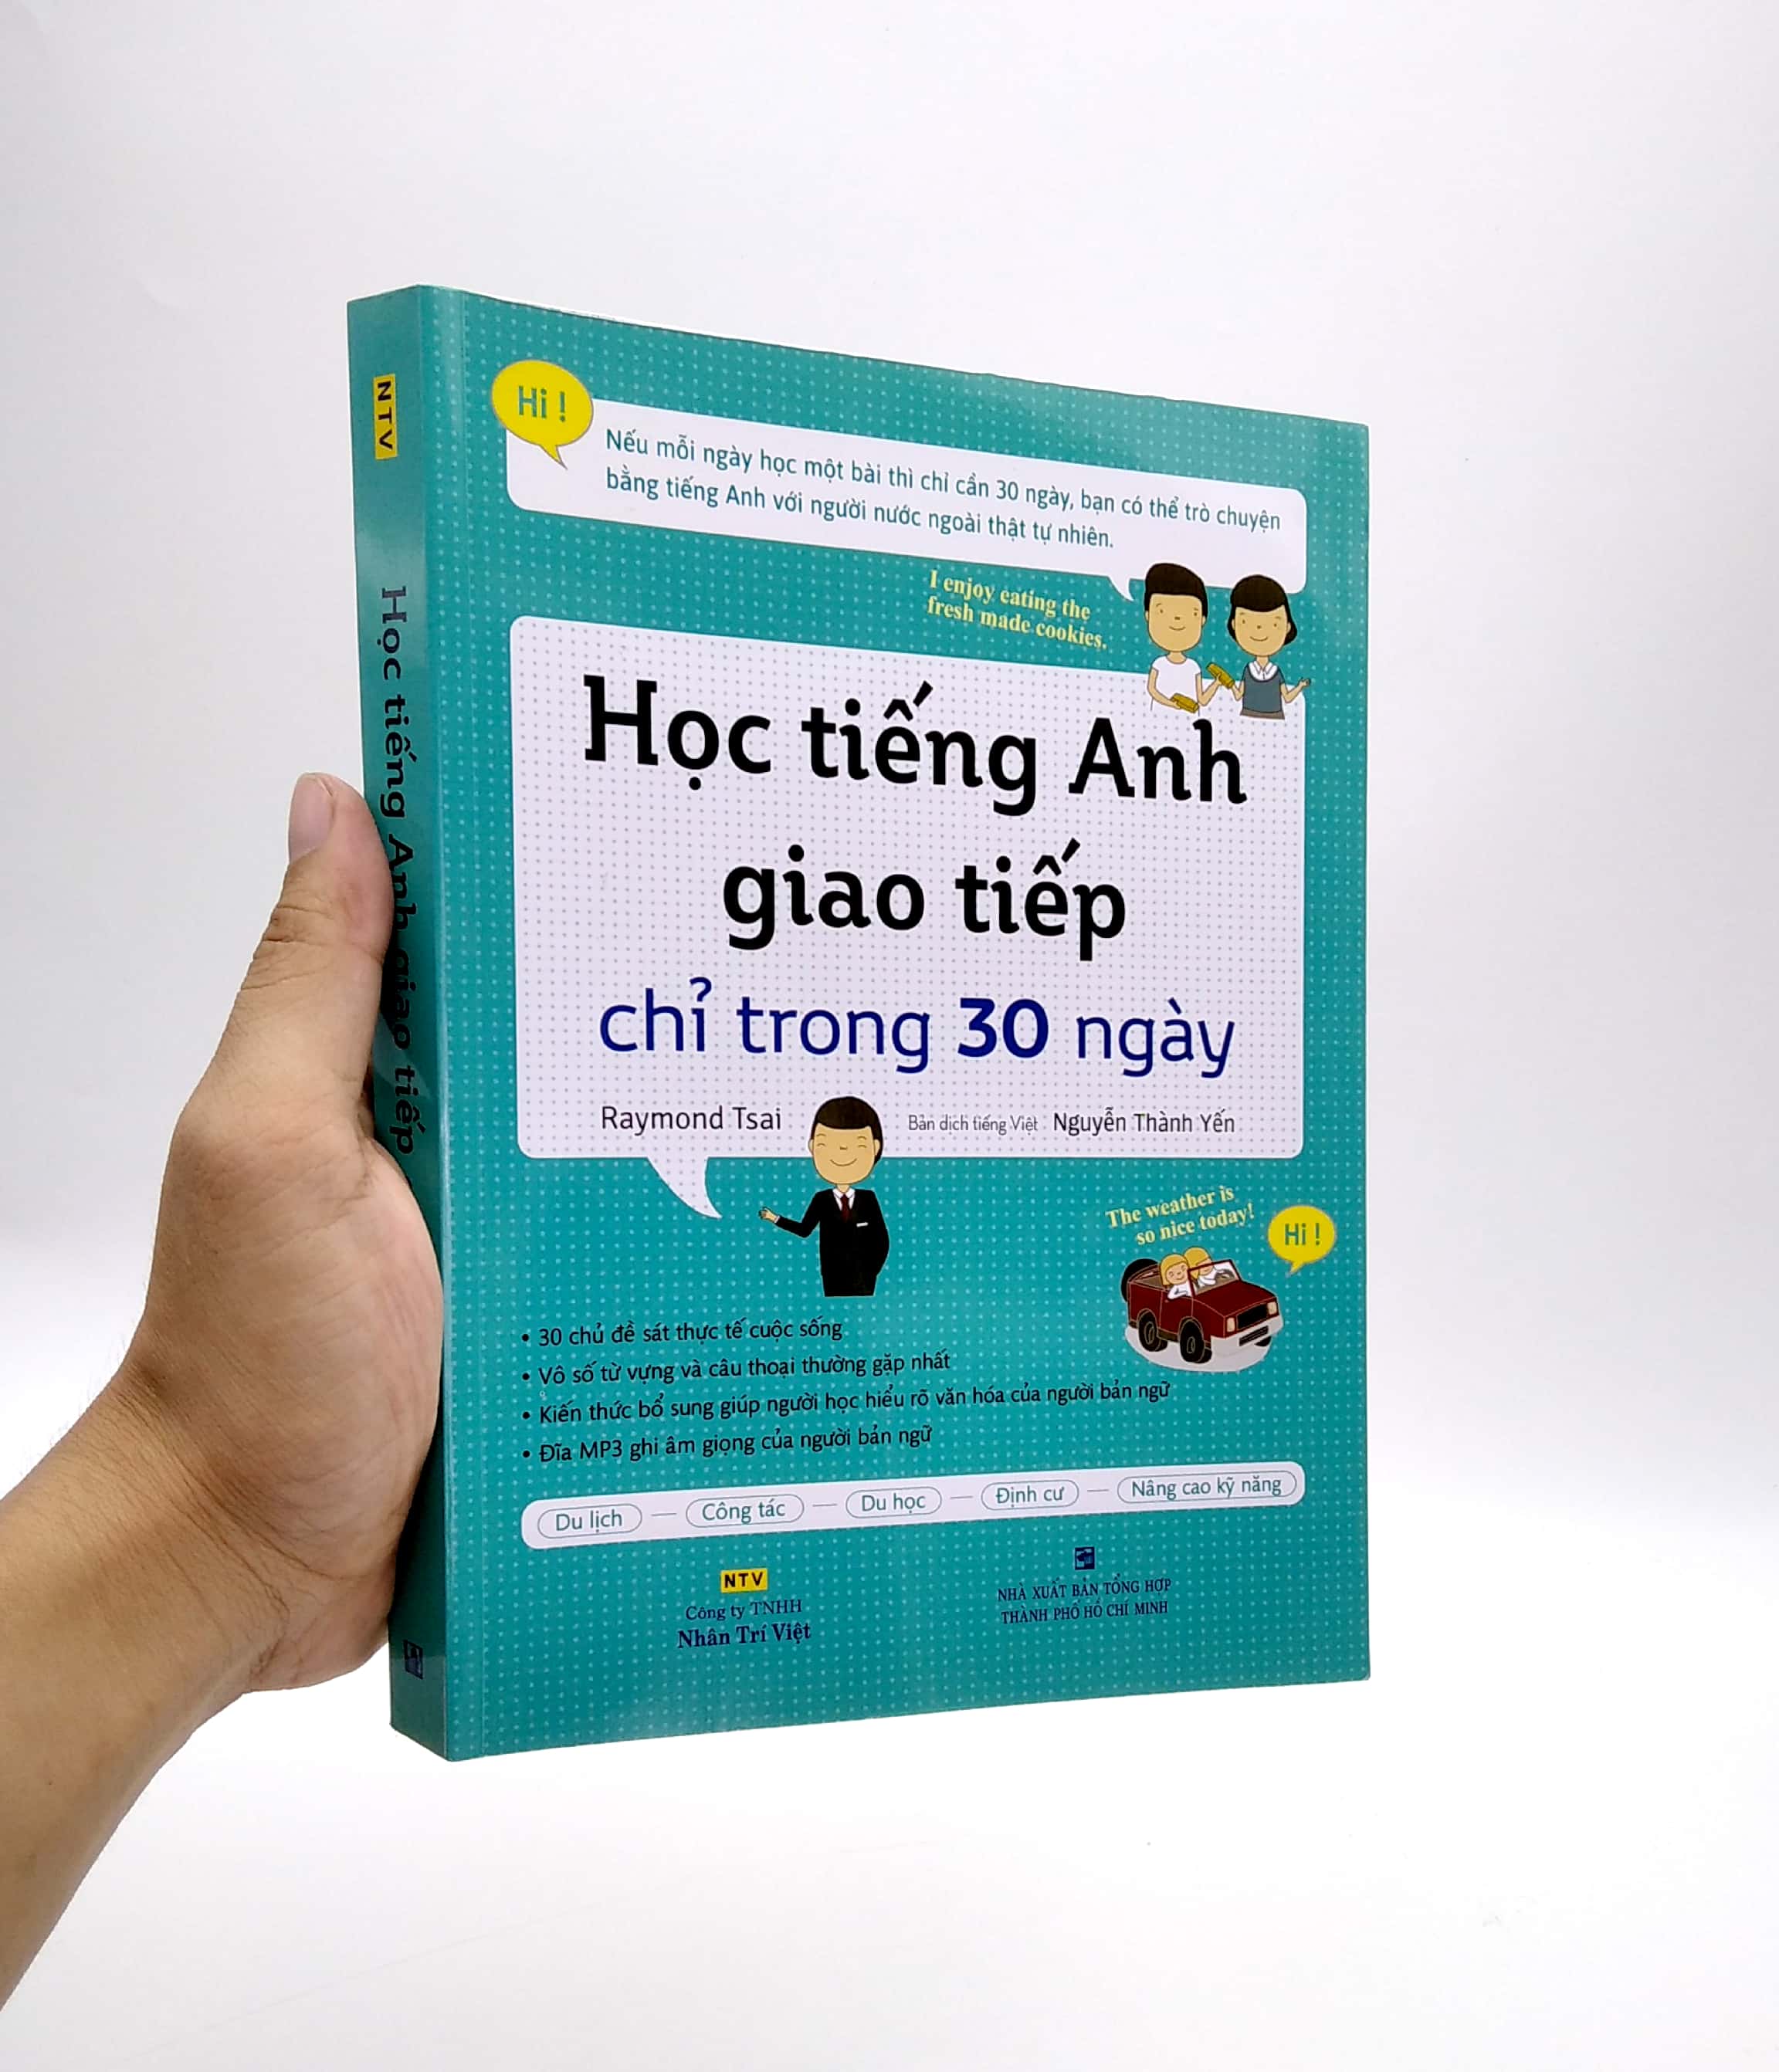 NTV
Học tiếng Anh giao tiếp
Hi !
Nếu mỗi ngày học một bài thì chỉ cần 30 ngày, bạn có thể trò chuyện
bằng tiếng Anh với người nước ngoài thật tự nhiên.
I enjoy eating the
fresh made cookies.
Học tiếng Anh
giao tiếp
chỉ trong 30 ngày
Raymond Tsai
Bản dịch tiếng Việt Nguyễn Thành Yến
The weather is
so nice today!
Hi !
• 30 chủ đề sát thực tế cuộc sống
• Vô số từ vựng và câu thoại thường gặp nhất
• Kiến thức bổ sung giúp người học hiểu rõ văn hóa của người bản ngữ
• Đĩa MP3 ghi âm giọng của người bản ngữ
Du lịch — Công tác — Du học — Định cư — Nâng cao kỹ năng
NTV
Công ty TNHH
Nhân Trí Việt
NHÀ XUẤT BẢN TỔNG HỢP
THÀNH PHỐ HỒ CHÍ MINH